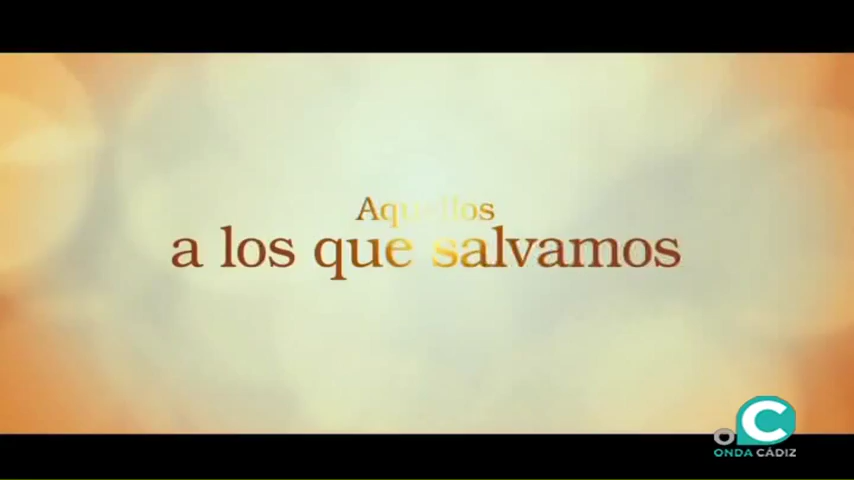 Aquellos
a los que salvamos
O
C
ONDA CÁDIZ